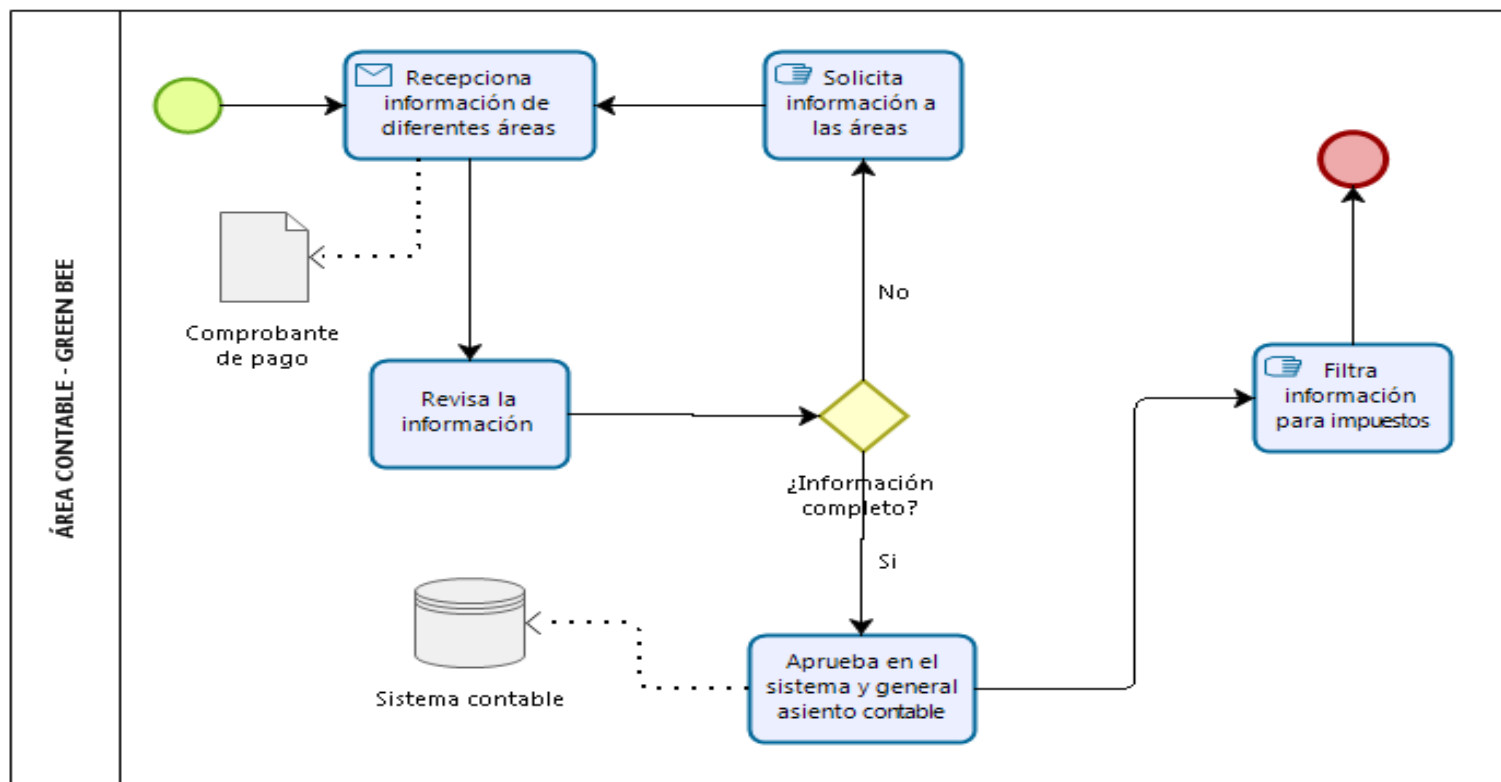 ÁREA CONTABLE - GREEN BEE
Recepciona
información de
diferentes áreas
Solicita
información a
las áreas
Comprobante
de pago
No
Revisa la
información
Filtra
información
para impuestos
¿Información
completo?
Si
Sistema contable
Aprueba en el
sistema y general
asiento contable